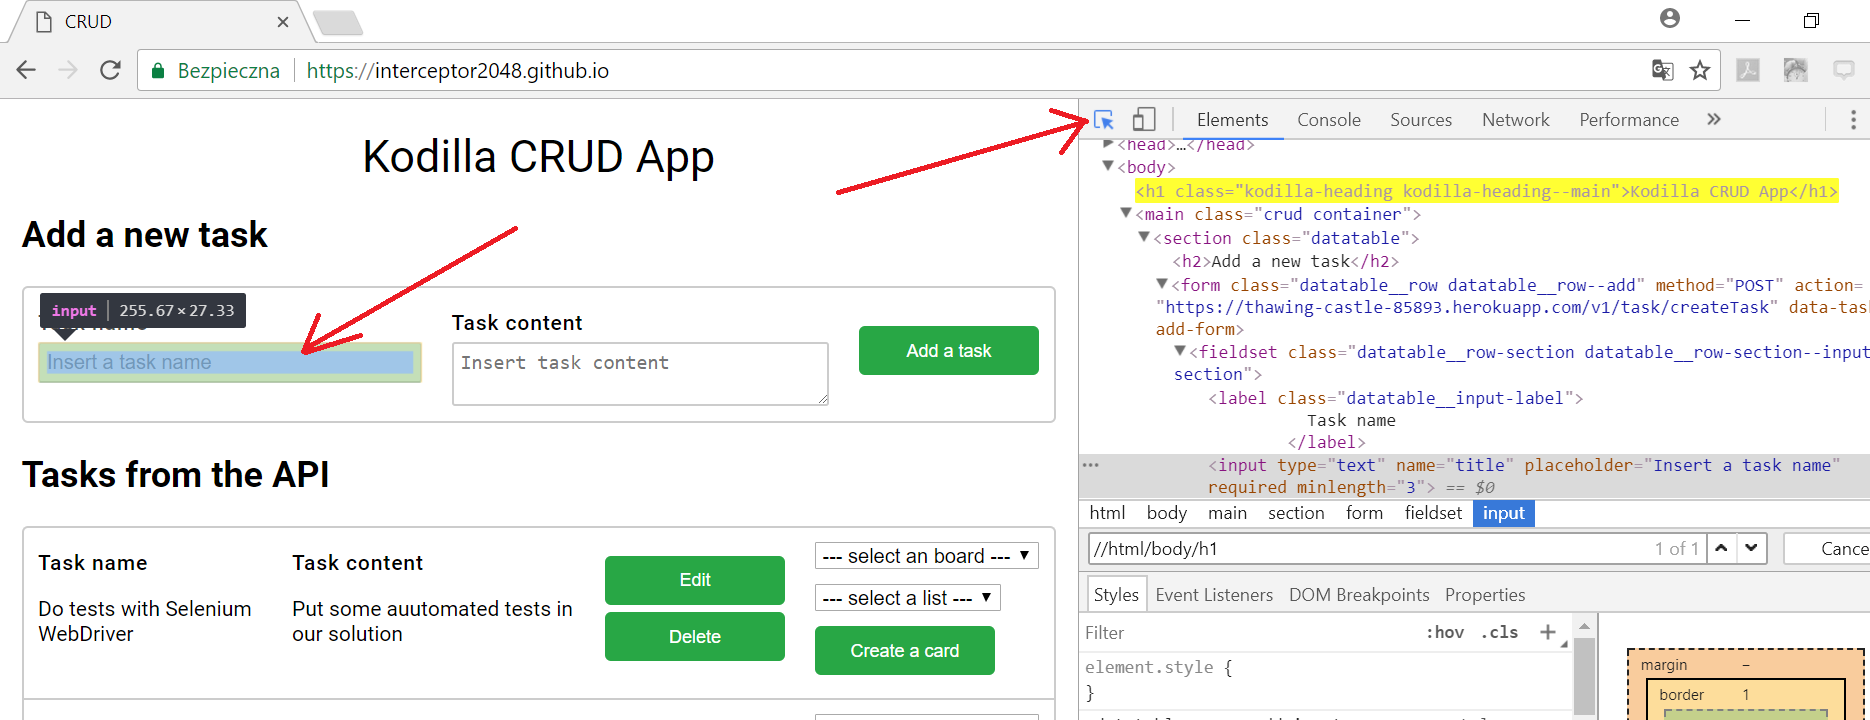 CRUD
Bezpieczna
https://interceptor2048.github.io
Kodilla CRUD App
Add a new task
input 255.67 × 27.33
Insert a task name
Task content
Insert task content
Add a task
Tasks from the API
Task name
Task content
Do tests with Selenium
WebDriver
Put some auutomated tests in
our solution
Edit
Delete
--- select an board ---
--- select a list ---
Create a card
Elements Console Sources Network Performance »
<head>…</head>
<body>
<h1 class="kodilla-heading kodilla-heading--main">Kodilla CRUD App</h1>
<main class="crud container">
<section class="datatable">
<h2>Add a new task</h2>
<form class="datatable__row datatable__row--add" method="POST" action=
"https://thawing-castle-85893.herokuapp.com/v1/task/createTask" data-tas
add-form>
<fieldset class="datatable__row-section datatable__row-section--input
section">
<label class="datatable__input-label">
Task name
</label>
<input type="text" name="title" placeholder="Insert a task name"
required minlength="3"> == $0
html body main section form fieldset input
//html/body/h1 1 of 1 Cance
Styles Event Listeners DOM Breakpoints Properties
Filter :hov .cls +
element.style {
}
margin –
border 1